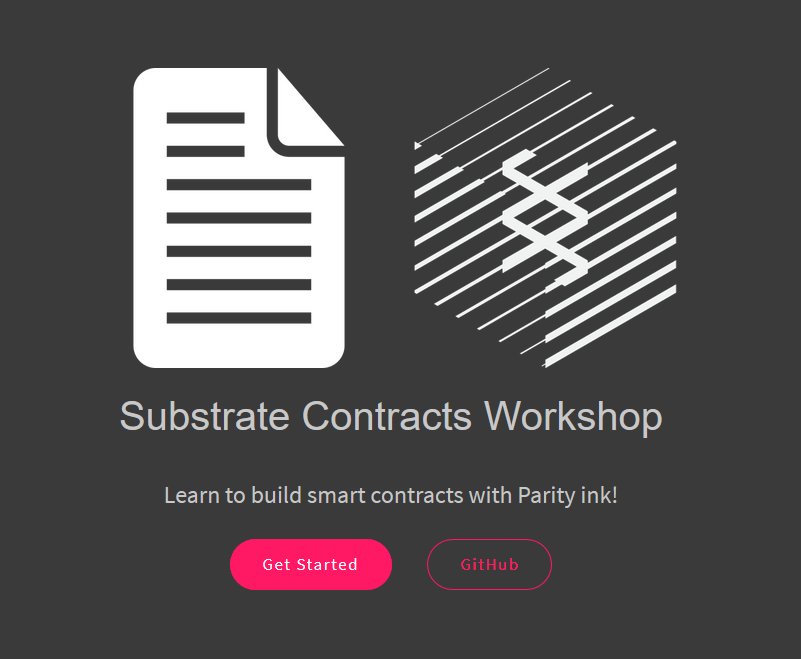 Substrate Contracts Workshop
Learn to build smart contracts with Parity ink!
Get Started
GitHub